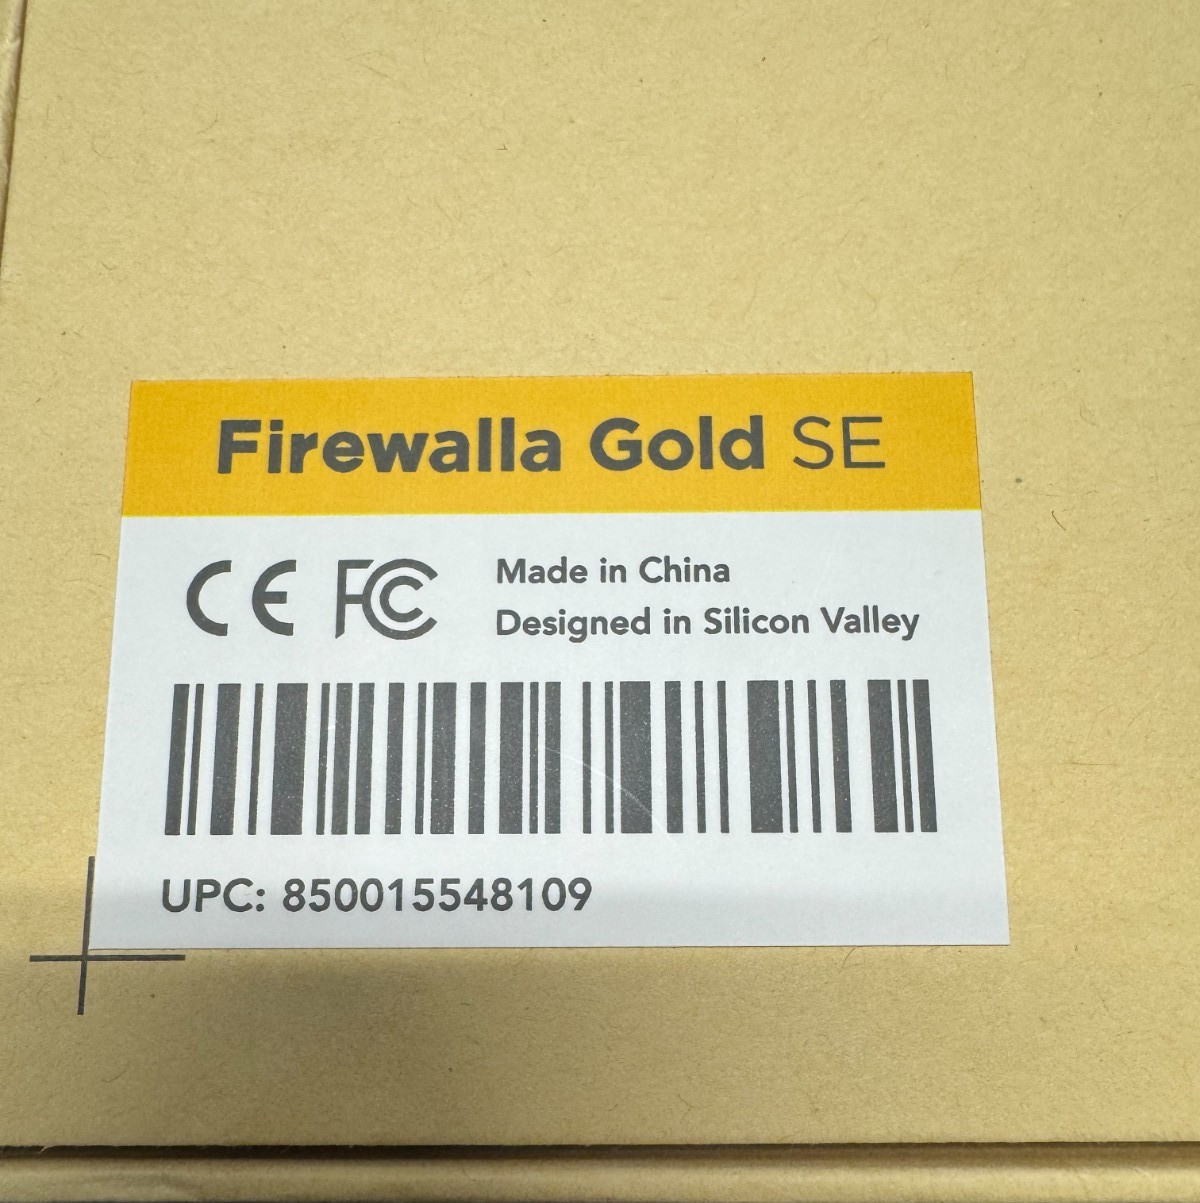 Firewalla Gold SE
CE FC Made in China
Designed in Silicon Valley
UPC: 850015548109